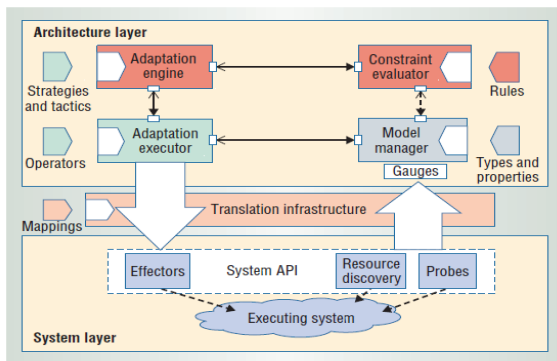 Architecture layer
Adaptation
engine
Constraint
evaluator
Strategies
and tactics
Rules
Adaptation
executor
Model
manager
Operators
Gauges
Types and
properties
Mappings
Translation infrastructure
Effectors
System API
Resource
discovery
Probes
Executing system
System layer